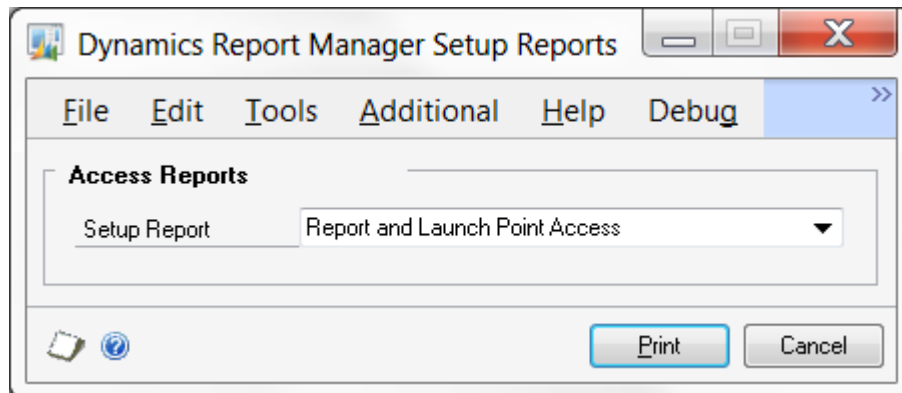 Dynamics Report Manager Setup Reports
File Edit Tools Additional Help Debug »
Access Reports
Setup Report Report and Launch Point Access
Print Cancel